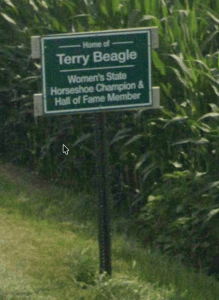 Home of
Terry Beagle
Women's State
Horseshoe Champion &
Hall of Fame Member